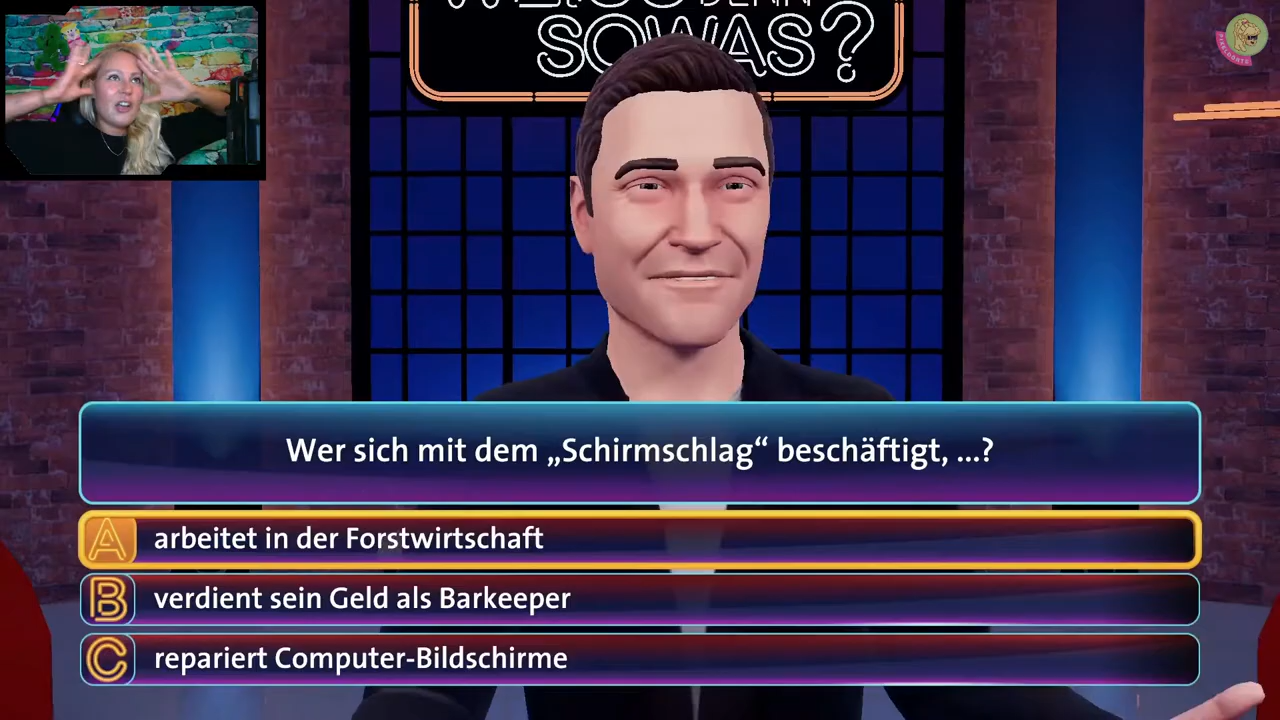 SOWAS?
Wer sich mit dem „Schirmschlag“ beschäftigt, ...?
A arbeitet in der Forstwirtschaft
B verdient sein Geld als Barkeeper
C repariert Computer-Bildschirme